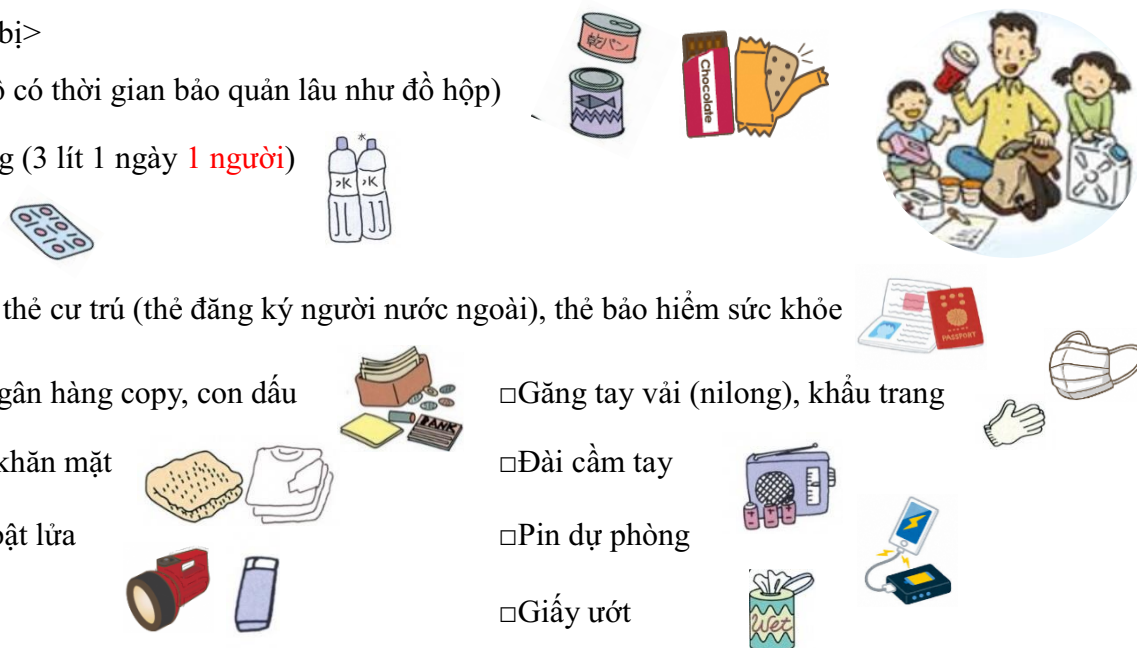 bị>
có thời gian bảo quản lâu như đồ hộp)
乾パン
Chocolate
(3 lít 1 ngày 1 người)
水
水 水
thẻ cư trú (thẻ đăng ký người nước ngoài), thẻ bảo hiểm sức khỏe
PASSPORT
hàng copy, con dấu
BANK
□Găng tay vải (nilong), khẩu trang
khăn mặt
□Đài cầm tay
lửa
□Pin dự phòng
□Giấy ướt
Wet